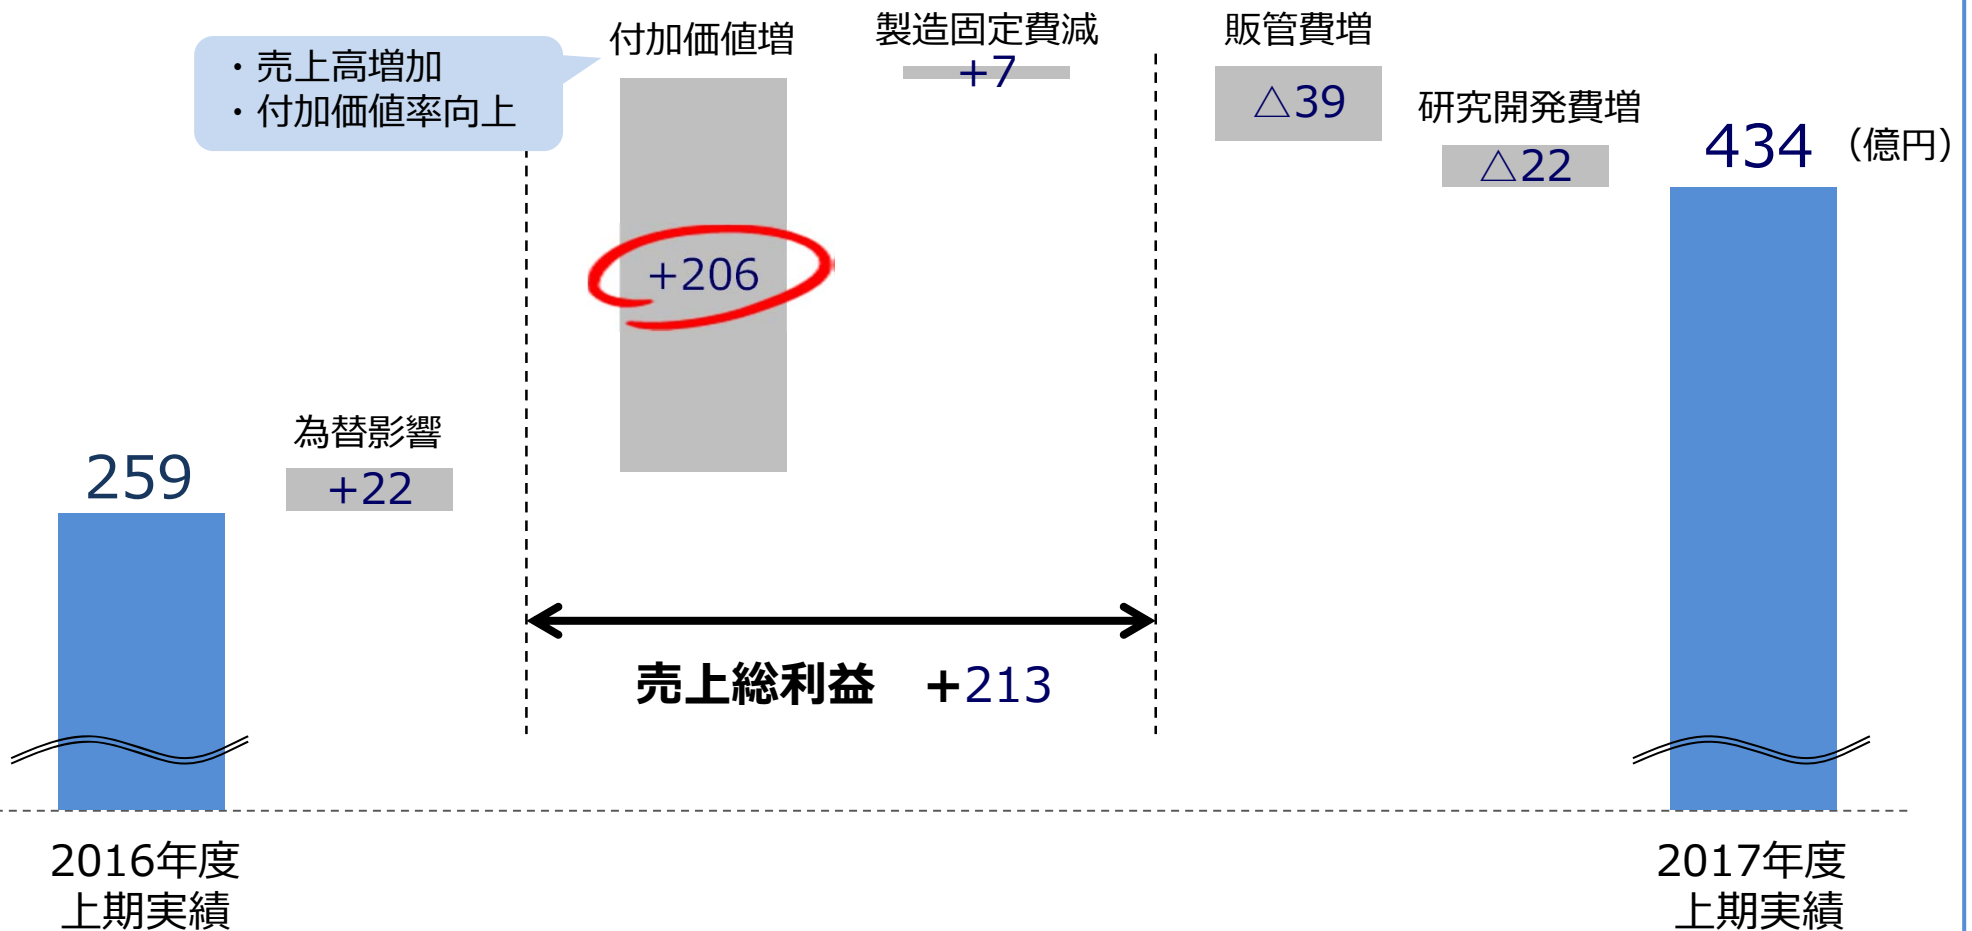 ・売上高増加
・付加価値率向上
付加価値増
+206
製造固定費減
+7
販管費増
△39
研究開発費増
△22
434
（億円）
259
為替影響
+22
売上総利益　+213
2016年度
上期実績
2017年度
上期実績